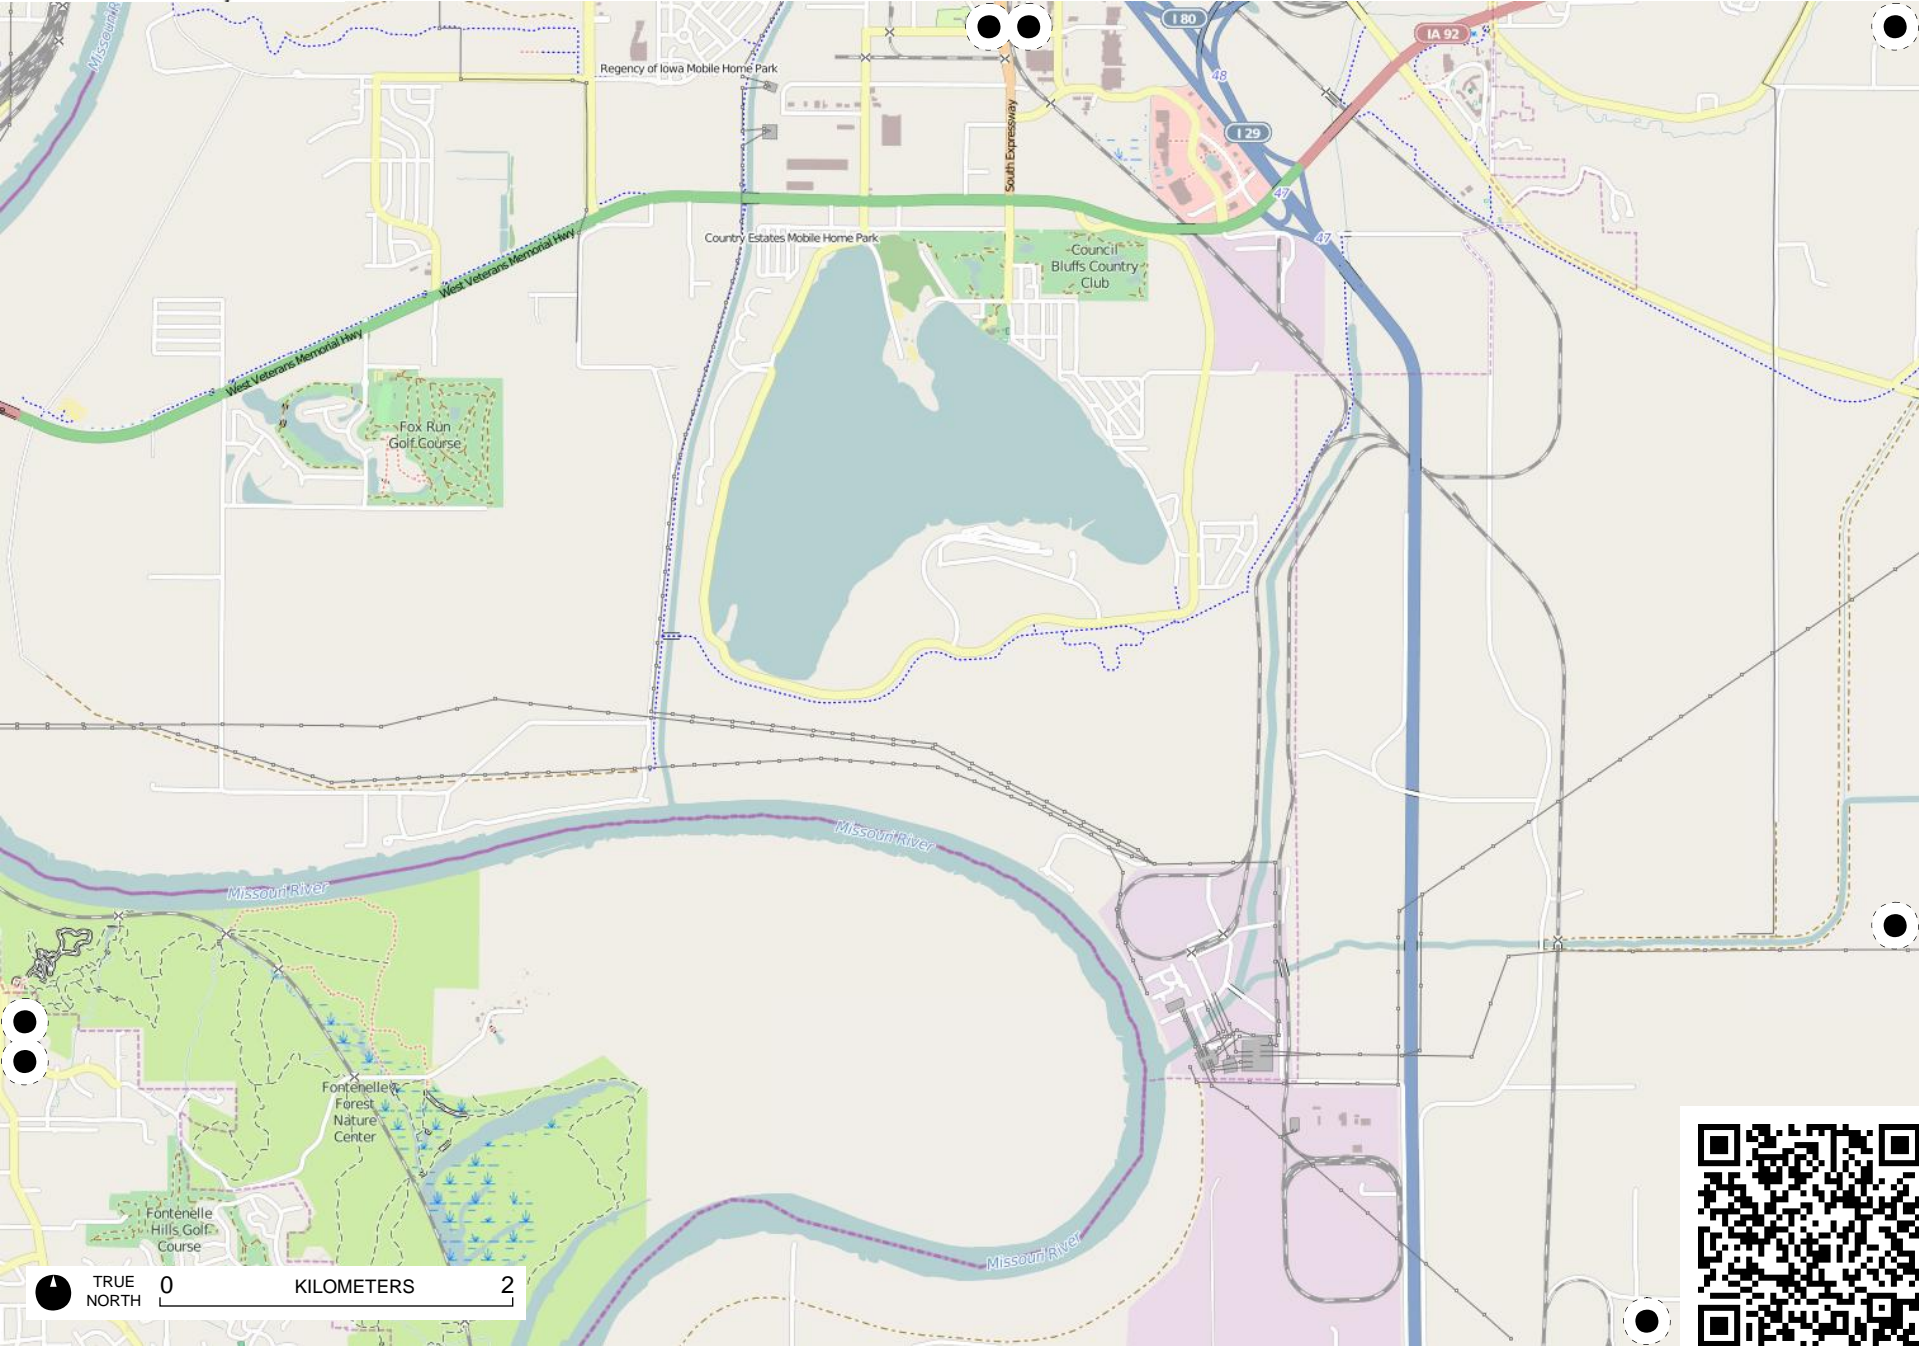 Missouri R
I 80
IA 92
Regency of Iowa Mobile Home Park
48
South Expressway
I 29
47
West Veterans Memorial Hwy
Country Estates Mobile Home Park
47
Council
Bluffs Country
Club
West Veterans Memorial Hwy
Fox Run
Golf Course
Missouri River
Missouri River
Fontenelle
Forest
Nature
Center
Fontenelle
Hills Golf
Course
Missouri River
TRUE
NORTH
0 KILOMETERS 2